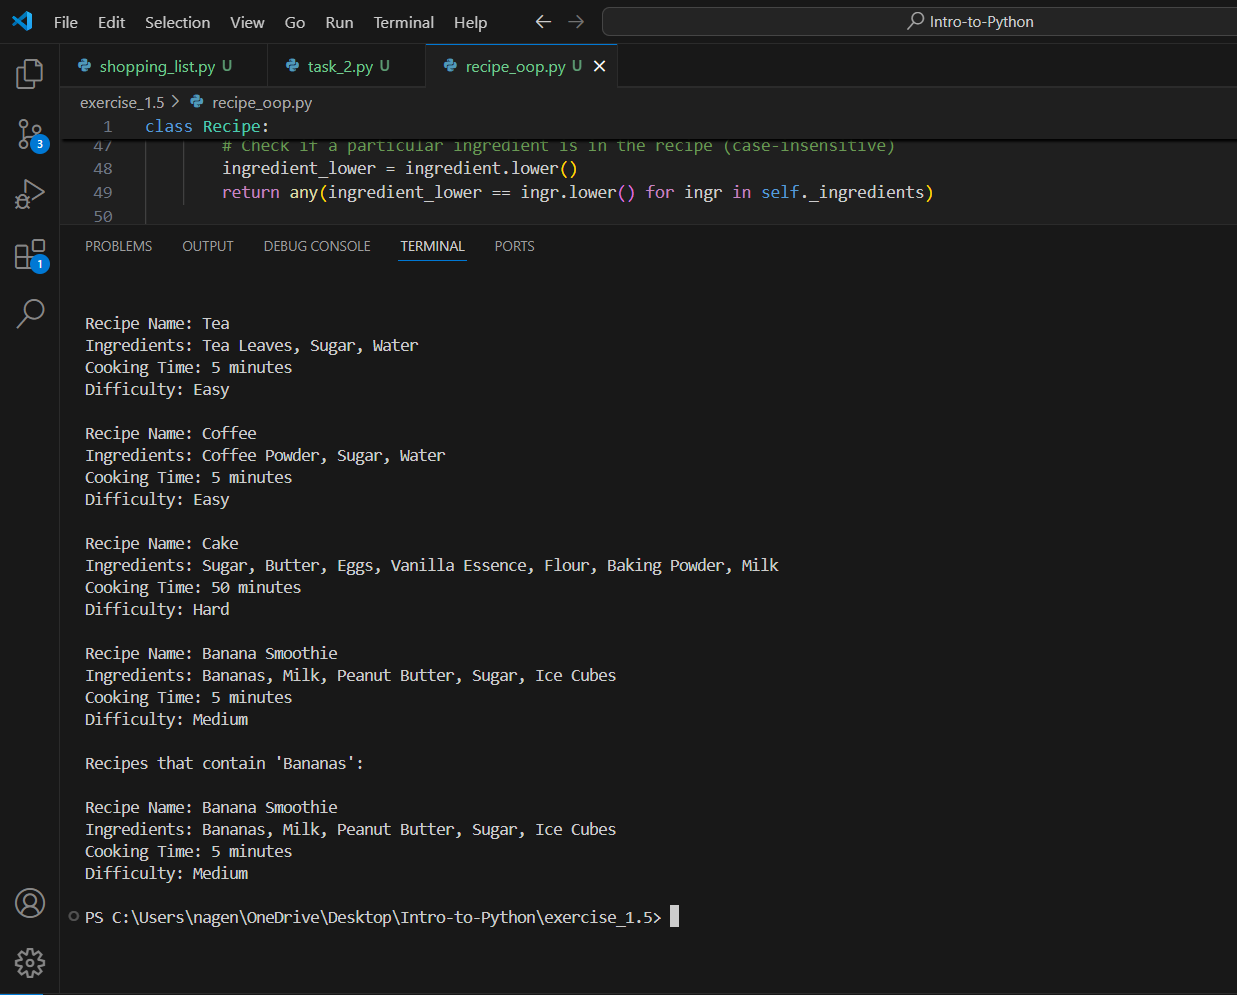 File Edit Selection View Go Run Terminal Help Intro-to-Python
shopping_list.py U task_2.py U recipe_oop.py U
exercise_1.5 > recipe_oop.py
1 class Recipe:
47 # Check if a particular ingredient is in the recipe (case-insensitive)
48 ingredient_lower = ingredient.lower()
49 return any(ingredient_lower == ingr.lower() for ingr in self._ingredients)
50
3
1
PROBLEMS OUTPUT DEBUG CONSOLE TERMINAL PORTS
Recipe Name: Tea
Ingredients: Tea Leaves, Sugar, Water
Cooking Time: 5 minutes
Difficulty: Easy
Recipe Name: Coffee
Ingredients: Coffee Powder, Sugar, Water
Cooking Time: 5 minutes
Difficulty: Easy
Recipe Name: Cake
Ingredients: Sugar, Butter, Eggs, Vanilla Essence, Flour, Baking Powder, Milk
Cooking Time: 50 minutes
Difficulty: Hard
Recipe Name: Banana Smoothie
Ingredients: Bananas, Milk, Peanut Butter, Sugar, Ice Cubes
Cooking Time: 5 minutes
Difficulty: Medium
Recipes that contain 'Bananas':
Recipe Name: Banana Smoothie
Ingredients: Bananas, Milk, Peanut Butter, Sugar, Ice Cubes
Cooking Time: 5 minutes
Difficulty: Medium
PS C:\Users\nagen\OneDrive\Desktop\Intro-to-Python\exercise_1.5>